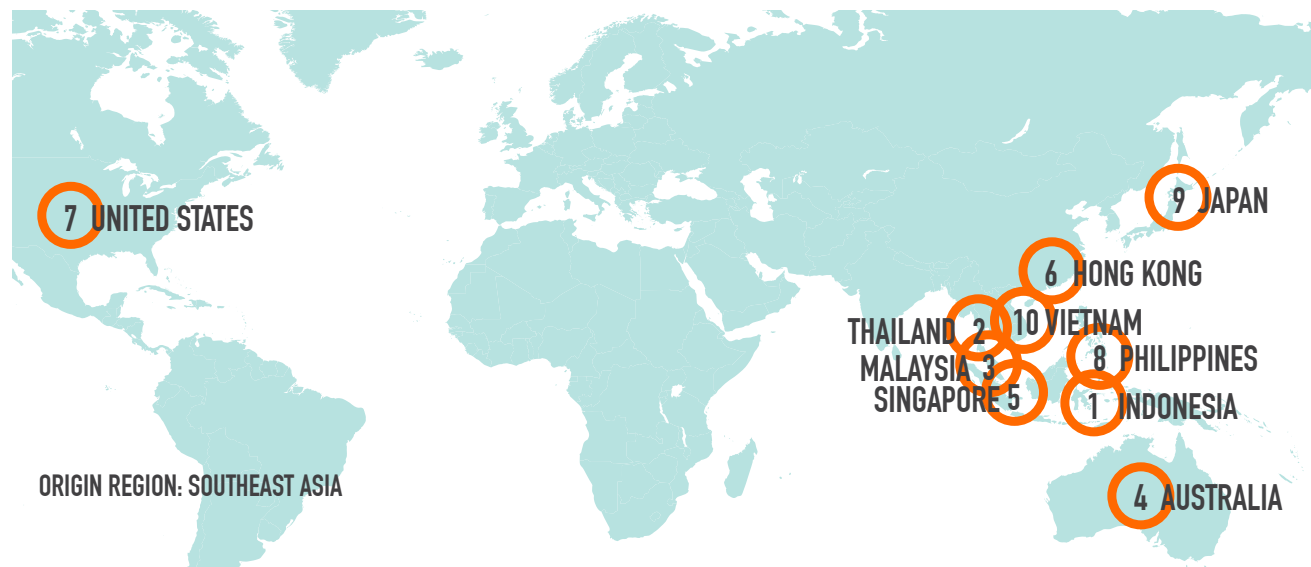 9 JAPAN
7 UNITED STATES
6 HONG KONG
10 VIETNAM
THAILAND 2
8 PHILIPPINES
MALAYSIA 3
SINGAPORE 5
1 INDONESIA
ORIGIN REGION: SOUTHEAST ASIA
4 AUSTRALIA